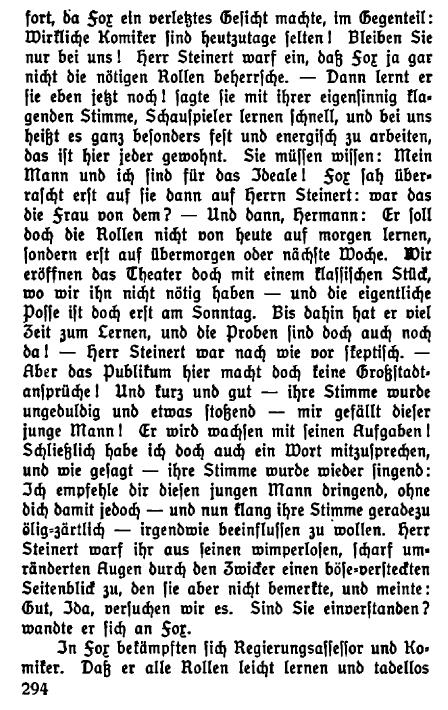 fort, da Fox ein verletztes Gesicht machte, im Gegenteil:
Wirkliche Komiker sind heutzutage selten! Bleiben Sie
nur bei uns! Herr Steinert warf ein, daß Fox ja gar
nicht die nötigen Rollen beherrsche. — Dann lernt er
sie eben jetzt noch! sagte sie mit ihrer eigensinnig kla-
genden Stimme, Schauspieler lernen schnell, und bei uns
heißt es ganz besonders fest und energisch zu arbeiten,
das ist hier jeder gewohnt. Sie müssen wissen: Mein
Mann und ich sind für das Ideale! Fox sah über-
rascht erst auf sie dann auf Herrn Steinert: war das
die Frau von dem? — Und dann, Hermann: Er soll
doch die Rollen nicht von heute auf morgen lernen,
sondern erst auf übermorgen oder nächste Woche. Wir
eröffnen das Theater doch mit einem klassischen Stück,
wo wir ihn nicht nötig haben — und die eigentliche
Posse ist doch erst am Sonntag. Bis dahin hat er viel
Zeit zum Lernen, und die Proben sind doch auch noch
da! — Herr Steinert war nach wie vor skeptisch. —
Aber das Publikum hier macht doch keine Großstadt-
ansprüche! Und kurz und gut — ihre Stimme wurde
ungeduldig und etwas stoßend — mir gefällt dieser
junge Mann! Er wird wachsen mit seinen Aufgaben!
Schließlich habe ich doch auch ein Wort mitzusprechen,
und wie gesagt — ihre Stimme wurde wieder singend:
Ich empfehle dir diesen jungen Mann dringend, ohne
dich damit jedoch — und nun klang ihre Stimme geradezu
ölig-zärtlich — irgendwie beeinflussen zu wollen. Herr
Steinert warf ihr aus seinen wimperlosen, scharf um-
ränderten Augen durch den Zwicker einen böse-versteckten
Seitenblick zu, den sie aber nicht bemerkte, und meinte:
Gut, Ida, versuchen wir es. Sind Sie einverstanden?
wandte er sich an Fox.
In Fox bekämpften sich Regierungsassessor und Ko-
miker. Daß er alle Rollen leicht lernen und tadellos
294